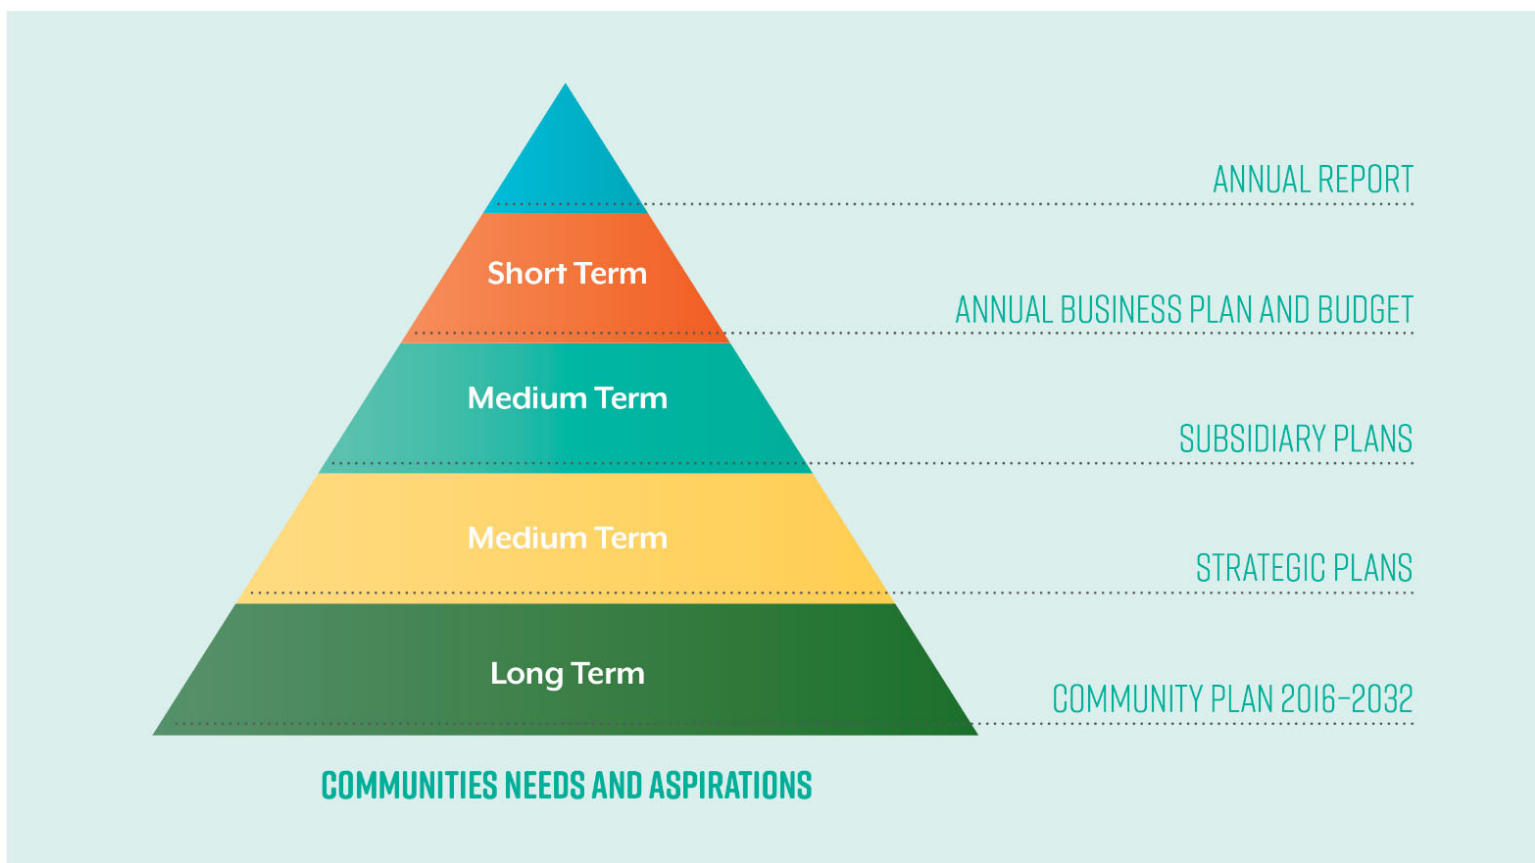 ANNUAL REPORT
Short Term
ANNUAL BUSINESS PLAN AND BUDGET
Medium Term
SUBSIDIARY PLANS
Medium Term
STRATEGIC PLANS
Long Term
COMMUNITY PLAN 2016–2032
COMMUNITIES NEEDS AND ASPIRATIONS